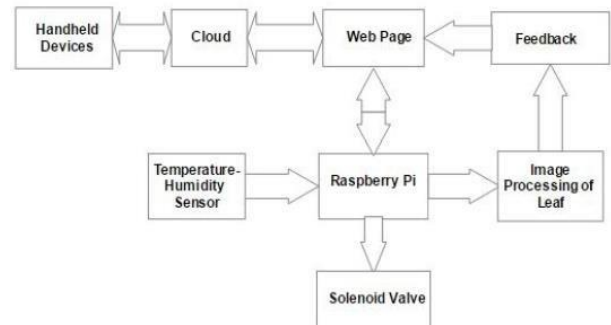 Handheld
Devices
Cloud
Web Page
Feedback
Temperature-
Humidity
Sensor
Raspberry Pi
Image
Processing of
Leaf
Solenoid Valve